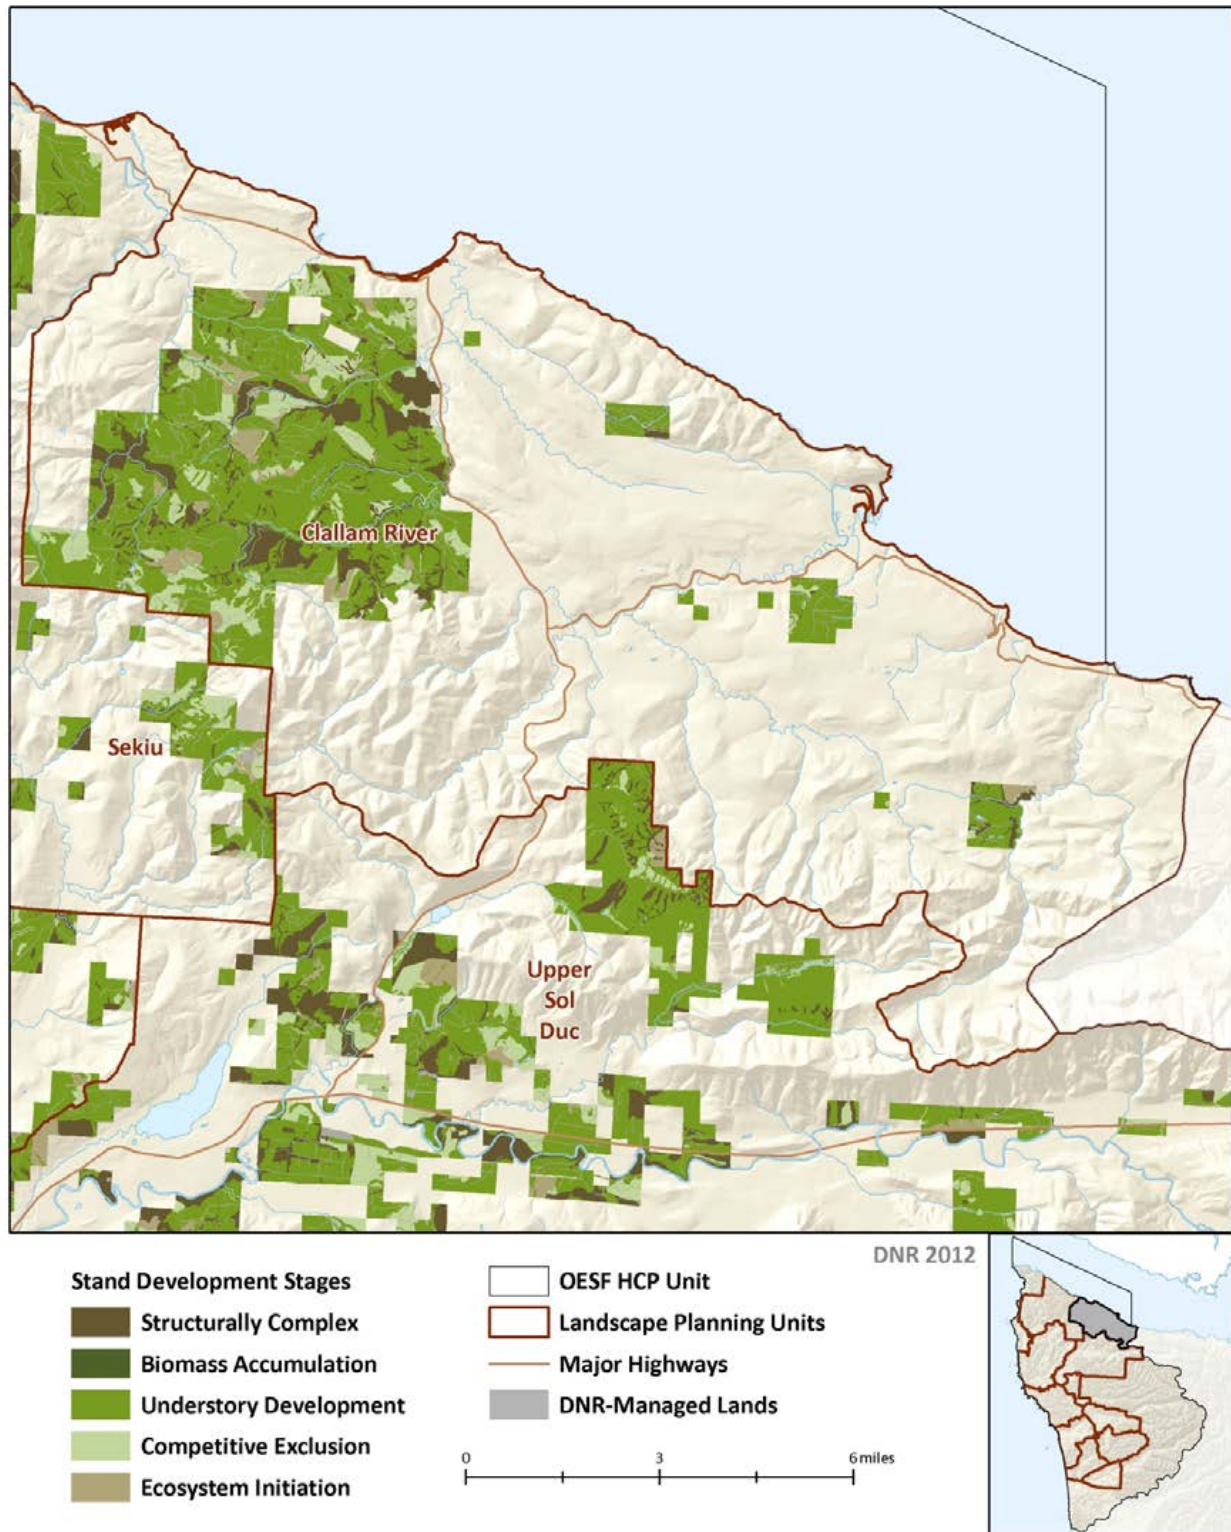 Clallam River
Sekiu
Upper
Sol
Duc
DNR 2012
Stand Development Stages
Structurally Complex
Biomass Accumulation
Understory Development
Competitive Exclusion
Ecosystem Initiation
OESF HCP Unit
Landscape Planning Units
Major Highways
DNR-Managed Lands
0 3 6 miles